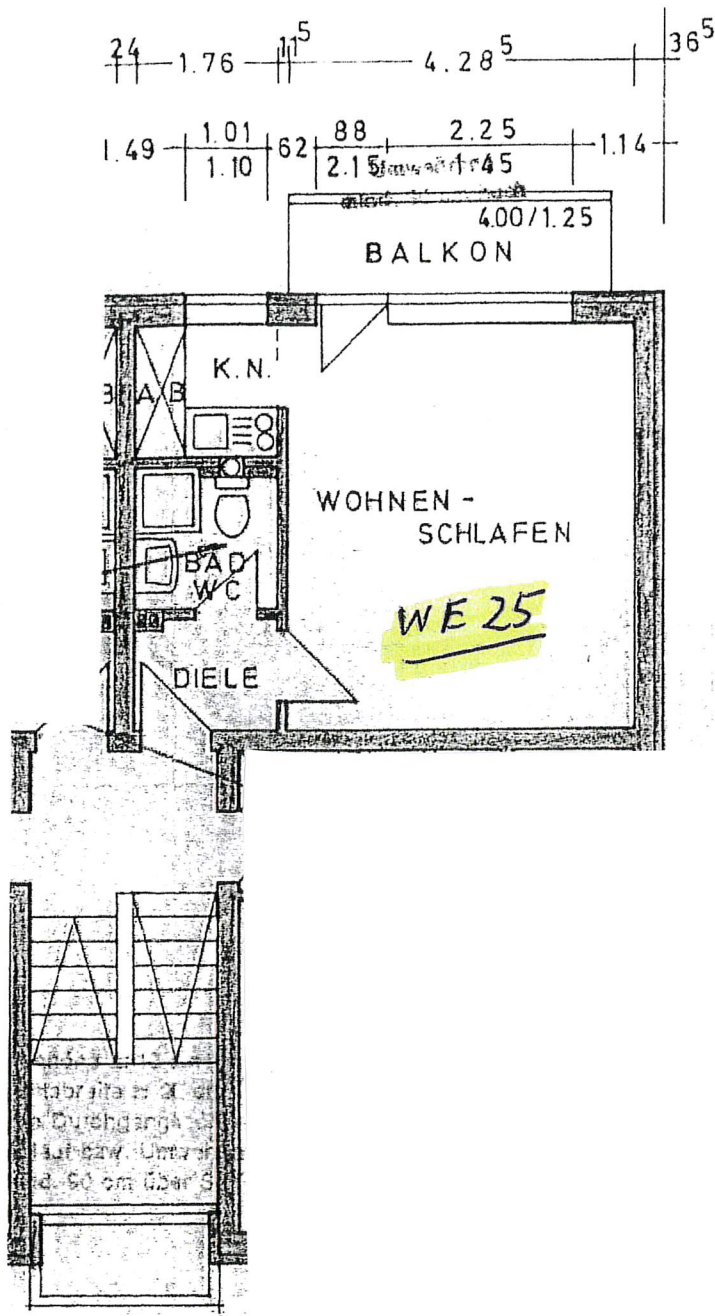 24 1.76 11⁵ 4.28⁵ 36⁵
1.49 1.01 62 88 2.25 1.14
1.10 2.15 1.45
4.00/1.25
BALKON
K.N.
B A B
WOHNEN-
SCHLAFEN
BAD
WC
WE 25
DIELE